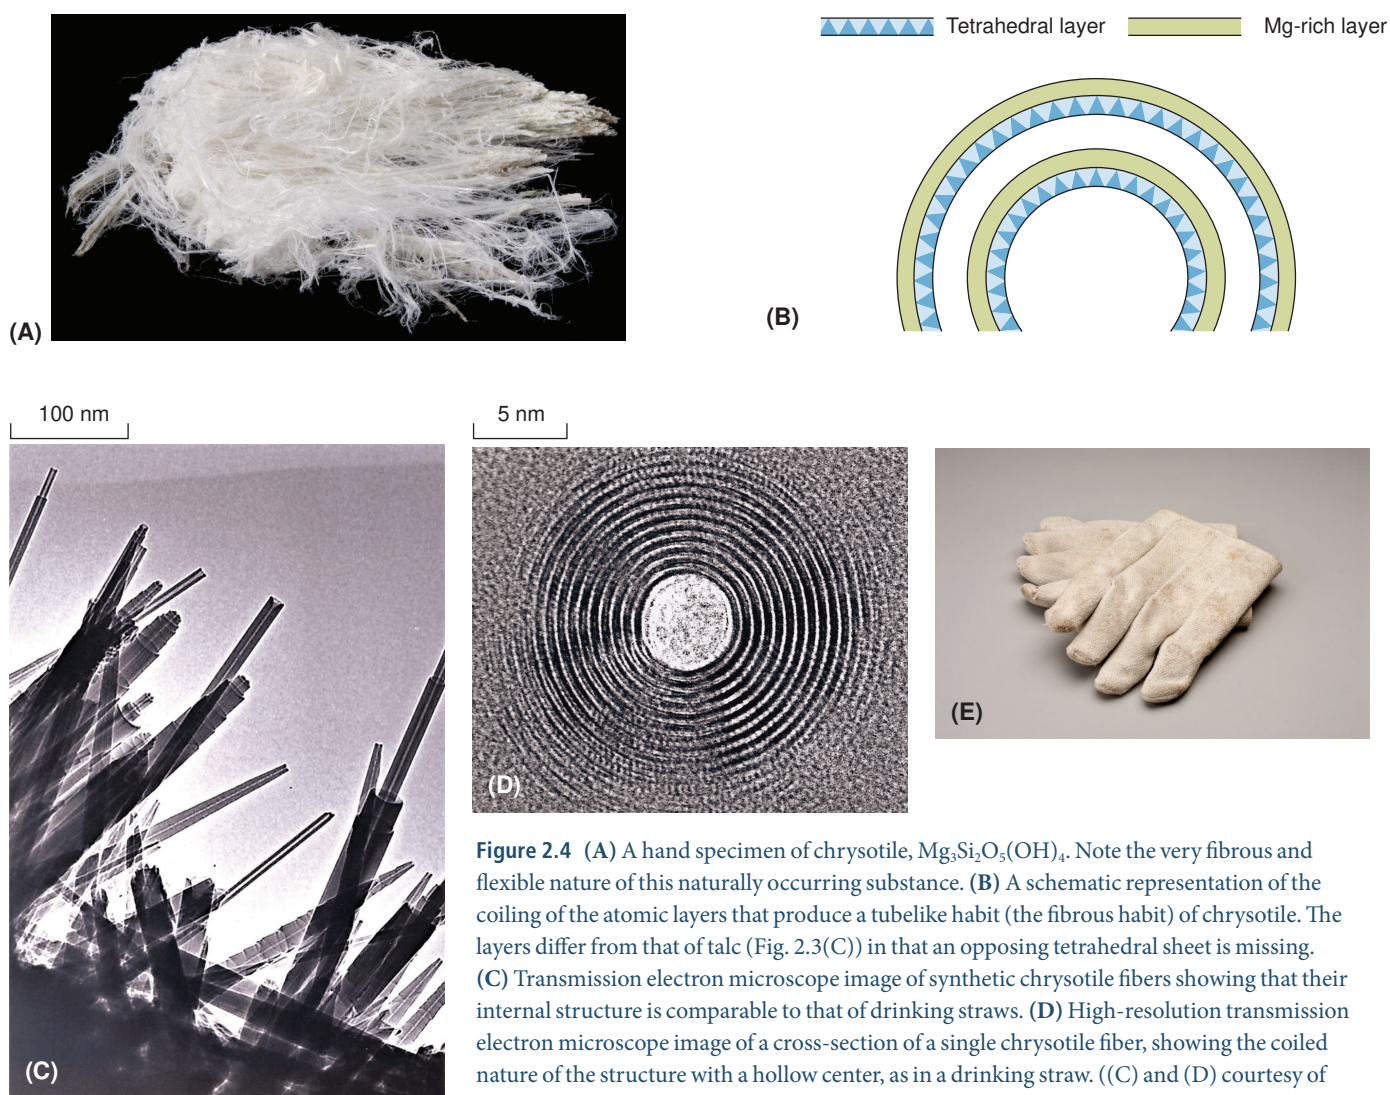 Tetrahedral layer
Mg-rich layer
(A)
(B)
100 nm
5 nm
(C)
(D)
(E)
Figure 2.4 (A) A hand specimen of chrysotile, Mg₃Si₂O₅(OH)₄. Note the very fibrous and
flexible nature of this naturally occurring substance. (B) A schematic representation of the
coiling of the atomic layers that produce a tubelike habit (the fibrous habit) of chrysotile. The
layers differ from that of talc (Fig. 2.3(C)) in that an opposing tetrahedral sheet is missing.
(C) Transmission electron microscope image of synthetic chrysotile fibers showing that their
internal structure is comparable to that of drinking straws. (D) High-resolution transmission
electron microscope image of a cross-section of a single chrysotile fiber, showing the coiled
nature of the structure with a hollow center, as in a drinking straw. ((C) and (D) courtesy of